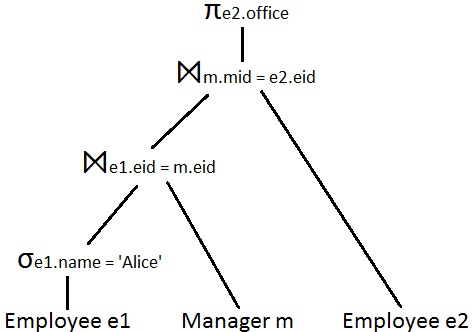 πe2.office
⋈m.mid = e2.eid
⋈e1.eid = m.eid
σe1.name = 'Alice'
Employee e1 Manager m Employee e2